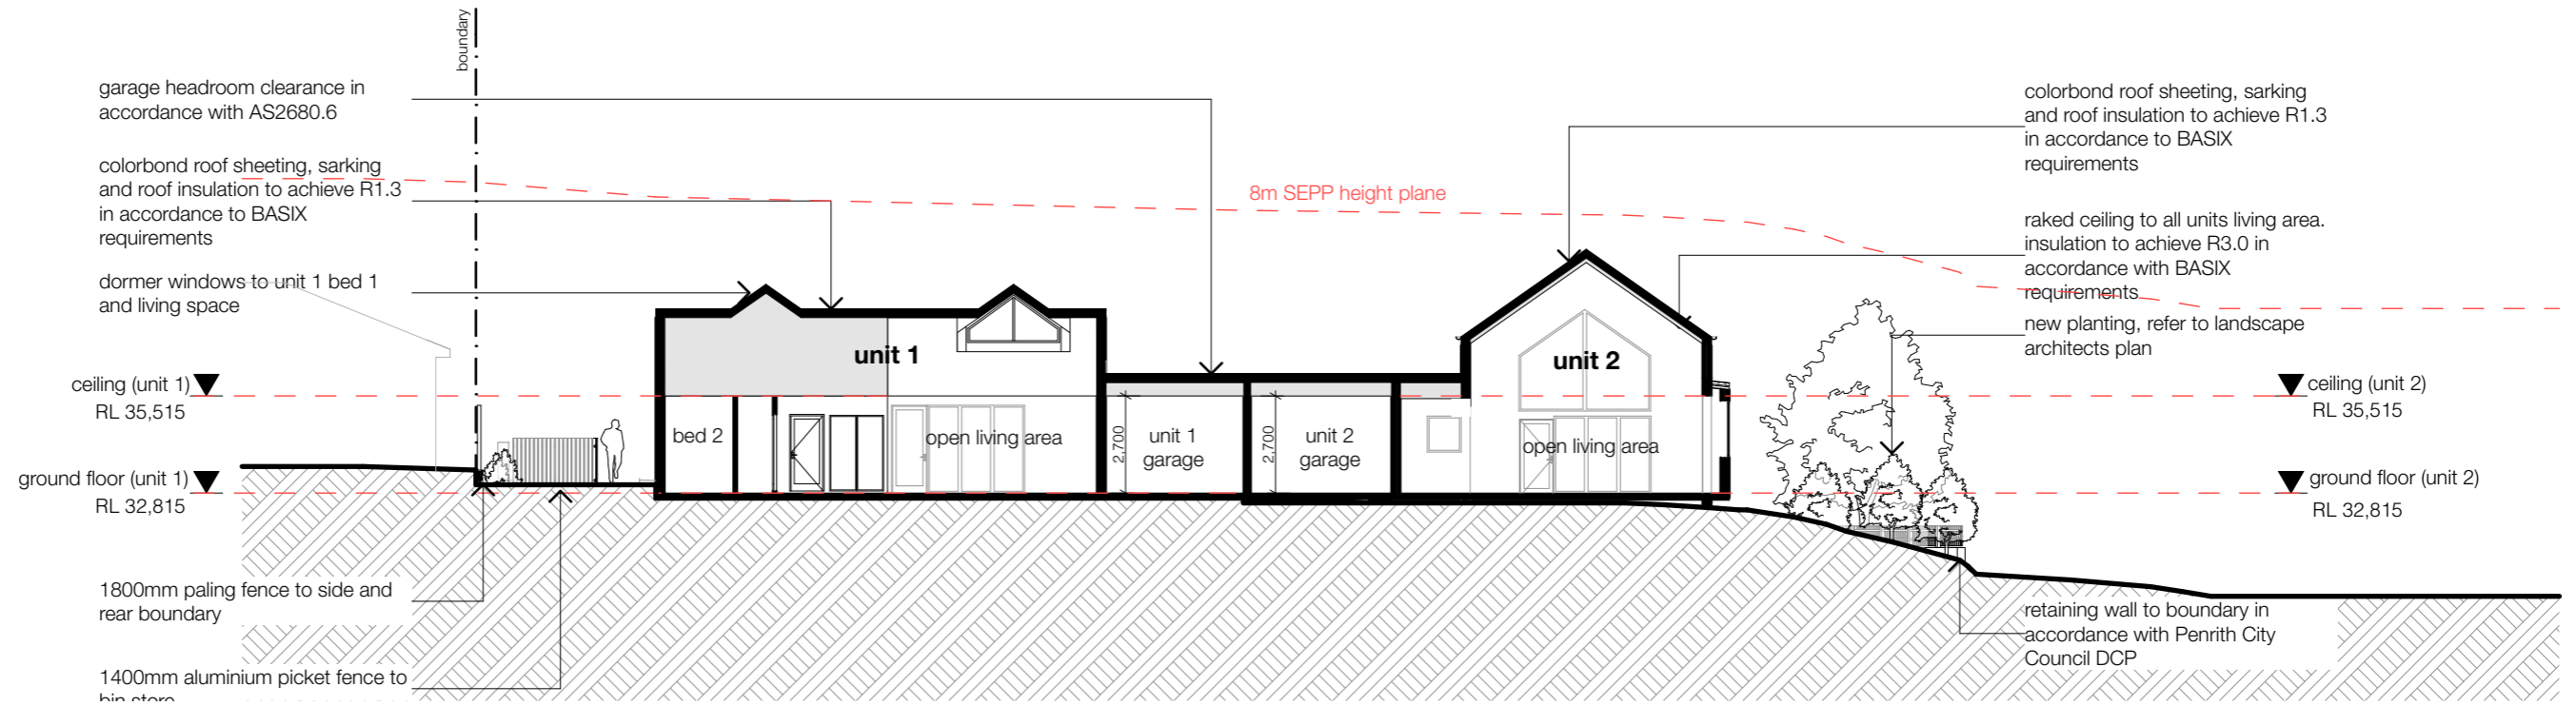 boundary
garage headroom clearance in
accordance with AS2680.6
colorbond roof sheeting, sarking
and roof insulation to achieve R1.3
in accordance to BASIX
requirements
dormer windows to unit 1 bed 1
and living space
ceiling (unit 1)
RL 35,515
ground floor (unit 1)
RL 32,815
1800mm paling fence to side and
rear boundary
1400mm aluminium picket fence to
bin store
8m SEPP height plane
unit 1
bed 2
open living area
2,700
unit 1
garage
2,700
unit 2
garage
unit 2
open living area
colorbond roof sheeting, sarking
and roof insulation to achieve R1.3
in accordance to BASIX
requirements
raked ceiling to all units living area.
insulation to achieve R3.0 in
accordance with BASIX
requirements
new planting, refer to landscape
architects plan
ceiling (unit 2)
RL 35,515
ground floor (unit 2)
RL 32,815
retaining wall to boundary in
accordance with Penrith City
Council DCP